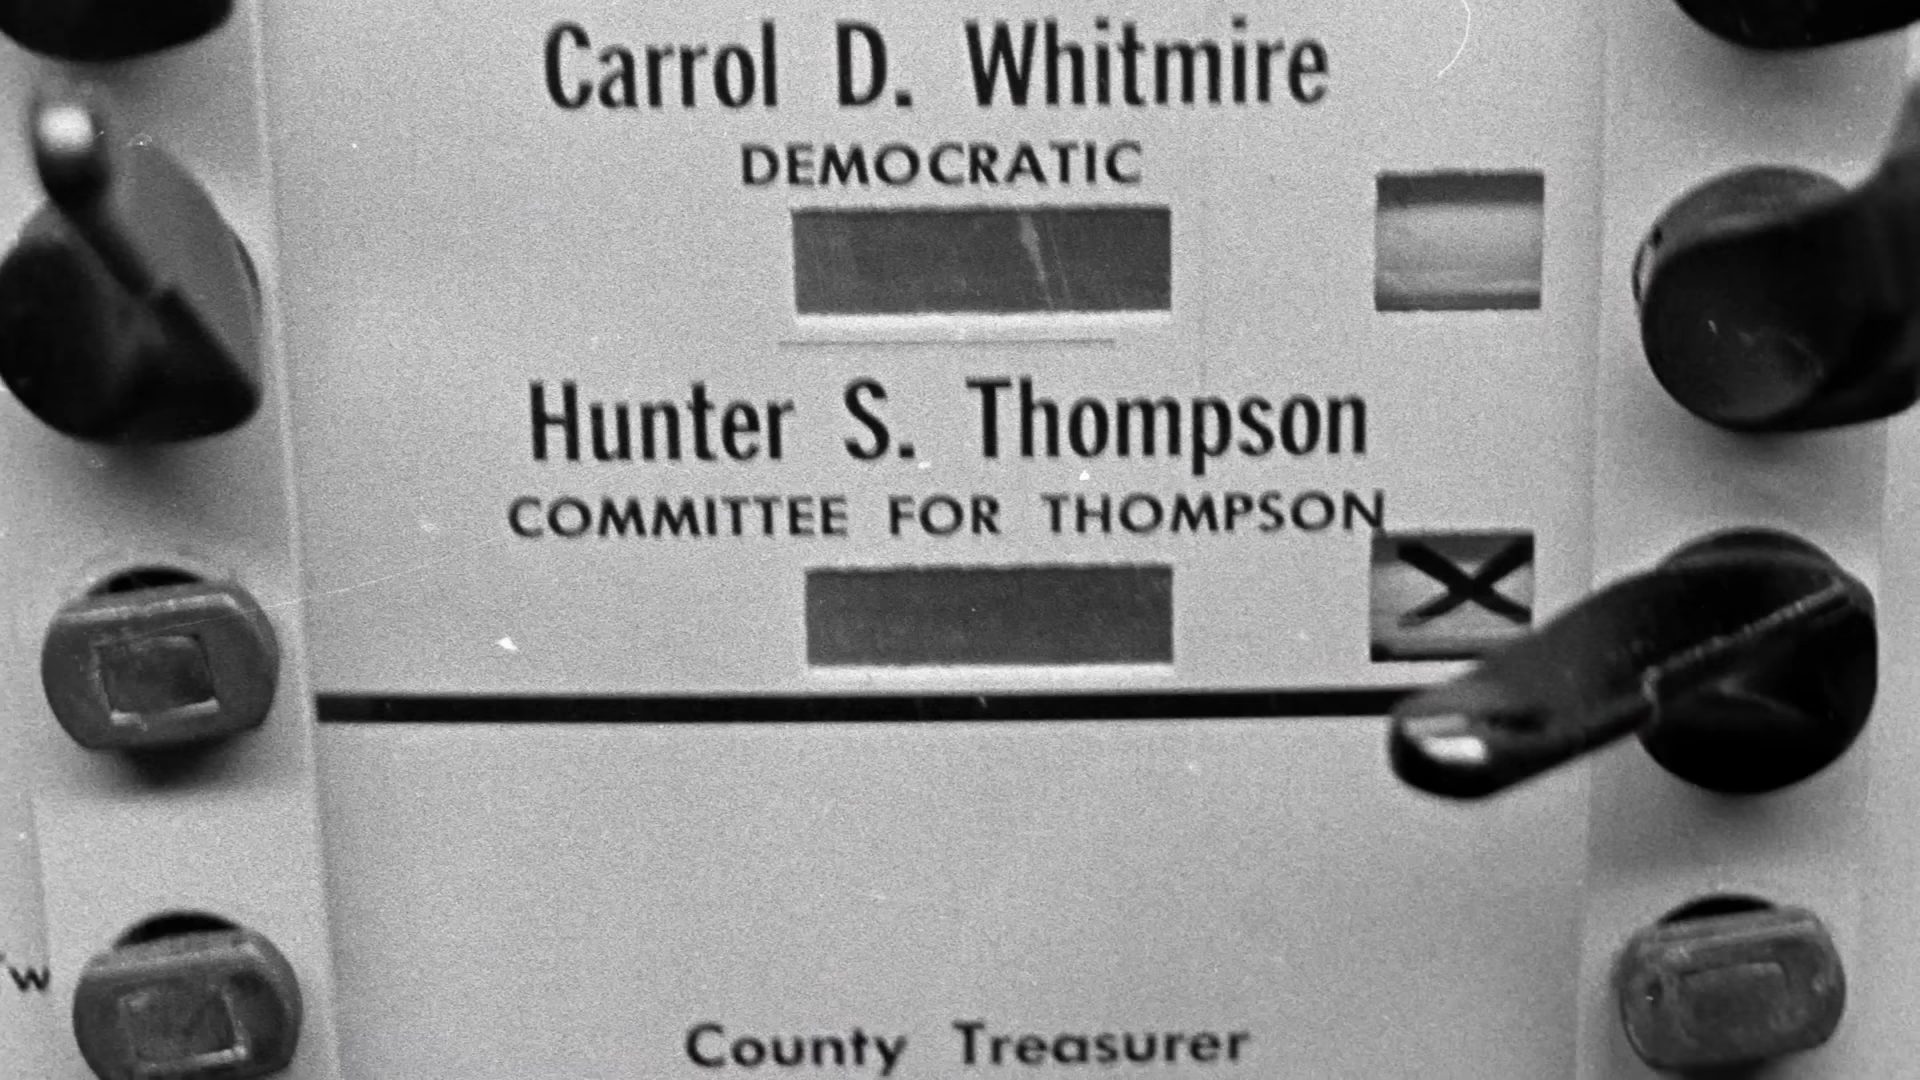 Carrol D. Whitmire
DEMOCRATIC
Hunter S. Thompson
COMMITTEE FOR THOMPSON
X
County Treasurer